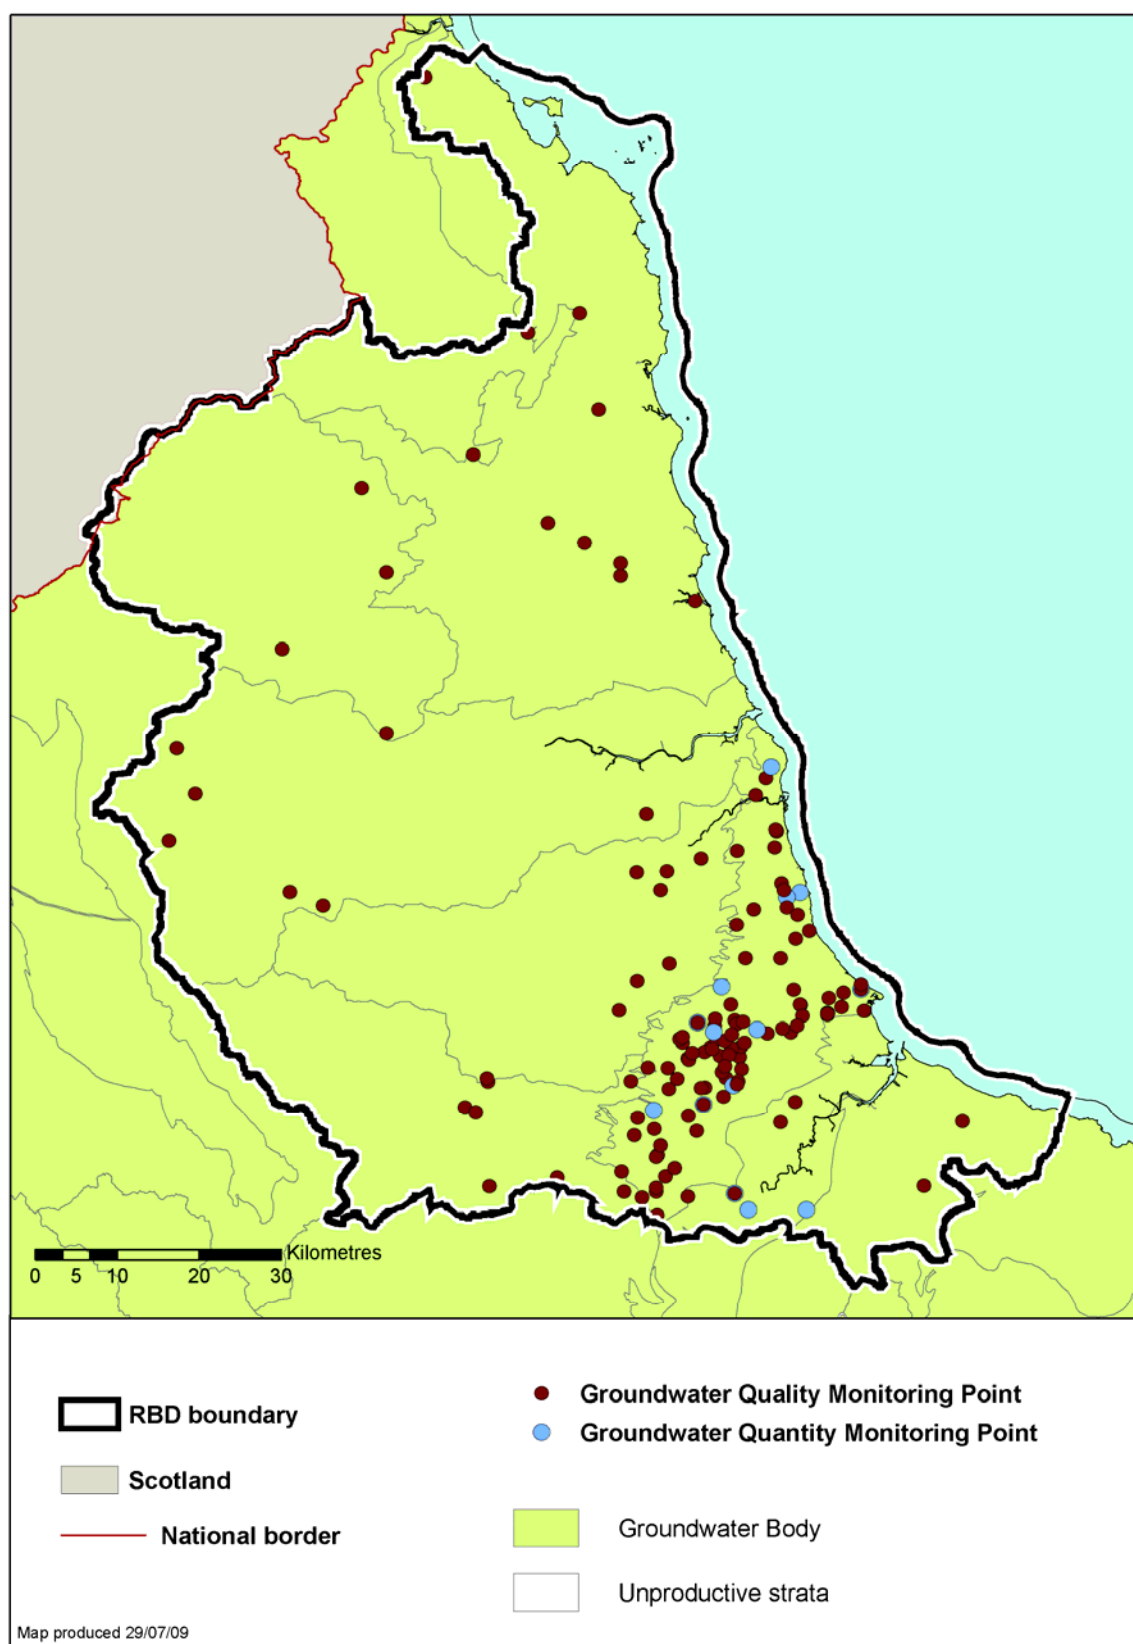 Kilometres
0 5 10 20 30
RBD boundary
Scotland
National border
Groundwater Quality Monitoring Point
Groundwater Quantity Monitoring Point
Groundwater Body
Unproductive strata
Map produced 29/07/09